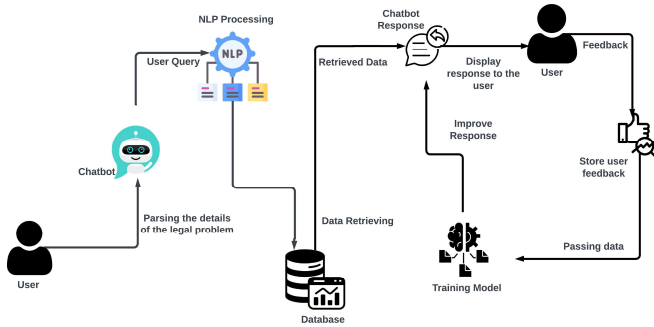 NLP Processing
User Query
NLP
Chatbot
Parsing the details
of the legal problem
User
Data Retrieving
Database
Retrieved Data
Chatbot
Response
Display
response to the
user
User
Feedback
Store user
feedback
Passing data
Training Model
Improve
Response